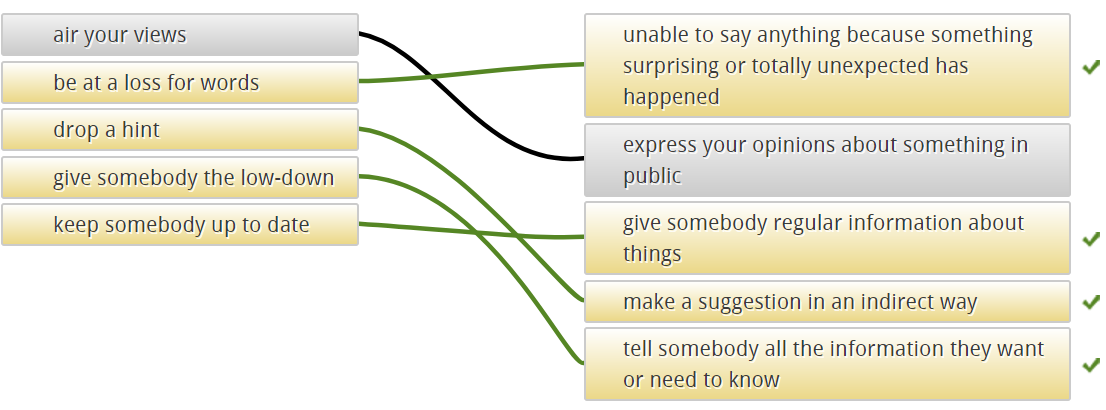 air your views
be at a loss for words
drop a hint
give somebody the low-down
keep somebody up to date
unable to say anything because something
surprising or totally unexpected has
happened
express your opinions about something in
public
give somebody regular information about
things
make a suggestion in an indirect way
tell somebody all the information they want
or need to know